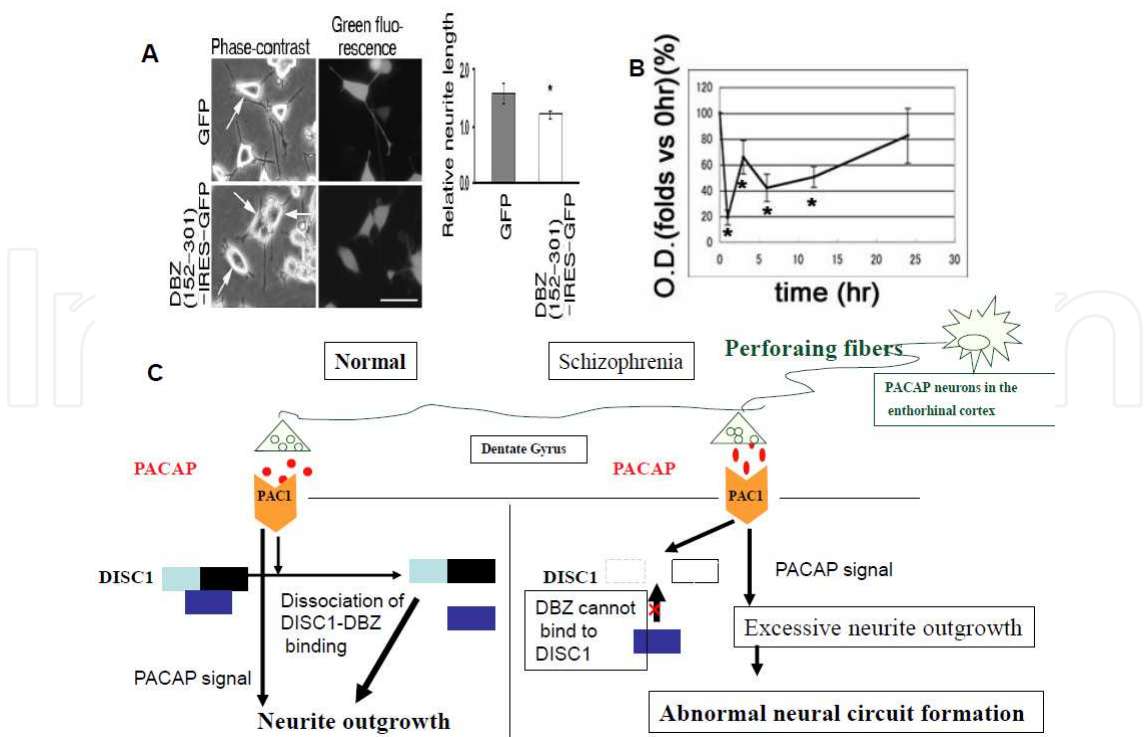 A
Phase-contrast
Green fluo-
rescence
GFP
DBZ
(152-301)
-IRES-GFP
Relative neurite length
2.0
1.0
0.0
*
GFP
DBZ
(152-301)
-IRES-GFP
B
O.D.(folds vs 0hr)(%)
120
100
80
60
40
20
0
*
*
*
*
0
5
10
15
20
25
30
time (hr)
C
Normal
Schizophrenia
Perforaing fibers
PACAP neurons in the
enthorhinal cortex
Dentate Gyrus
PACAP
PACAP
PAC1
PAC1
DISC1
Dissociation of
DISC1-DBZ
binding
PACAP signal
Neurite outgrowth
DISC1
DBZ cannot
bind to
DISC1
PACAP signal
Excessive neurite outgrowth
Abnormal neural circuit formation
In
n